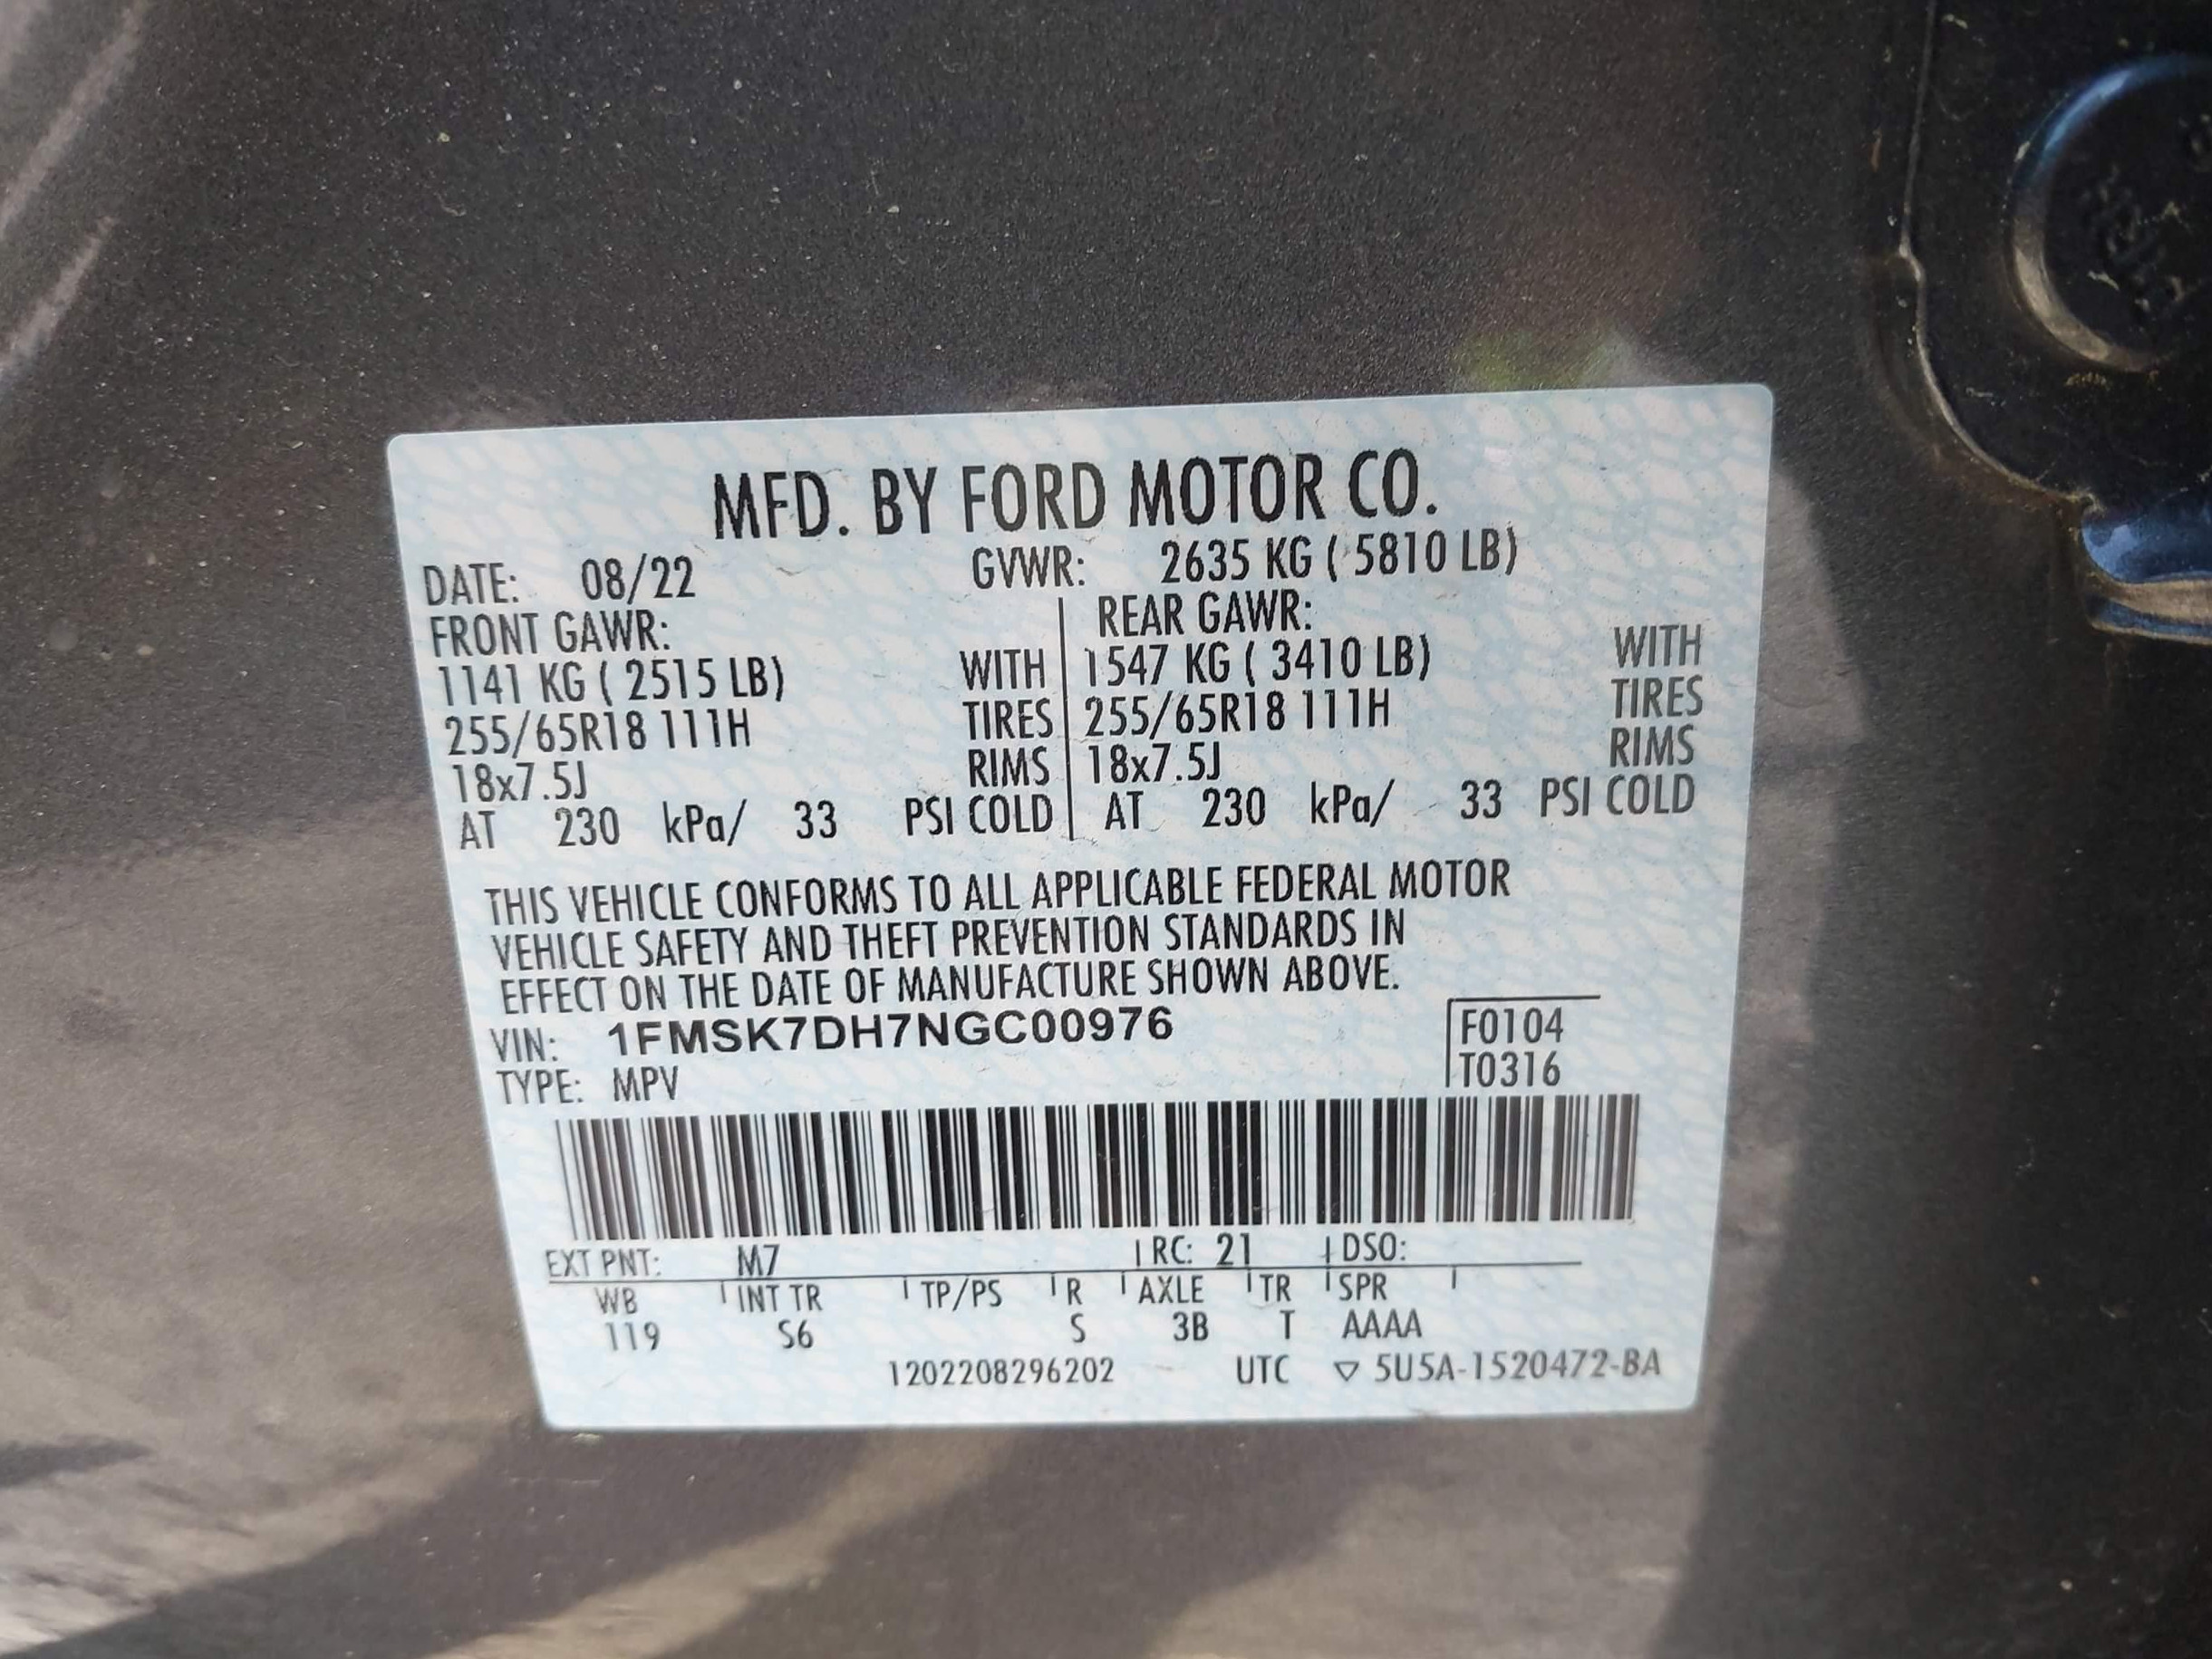 MFD. BY FORD MOTOR CO.
DATE: 08/22 GVWR: 2635 KG ( 5810 LB)
FRONT GAWR: REAR GAWR:
1141 KG ( 2515 LB) WITH 1547 KG ( 3410 LB) WITH
255/65R18 111H TIRES 255/65R18 111H TIRES
18x7.5J RIMS 18x7.5J RIMS
AT 230 kPa/ 33 PSI COLD AT 230 kPa/ 33 PSI COLD
THIS VEHICLE CONFORMS TO ALL APPLICABLE FEDERAL MOTOR
VEHICLE SAFETY AND THEFT PREVENTION STANDARDS IN
EFFECT ON THE DATE OF MANUFACTURE SHOWN ABOVE.
VIN: 1FMSK7DH7NGC00976 F0104
TYPE: MPV T0316
EXT PNT: M7 RC: 21 DSO:
WB INT TR TP/PS R AXLE TR SPR
119 S6 S 3B T AAAA
1202208296202 UTC ▽ 5U5A-1520472-BA